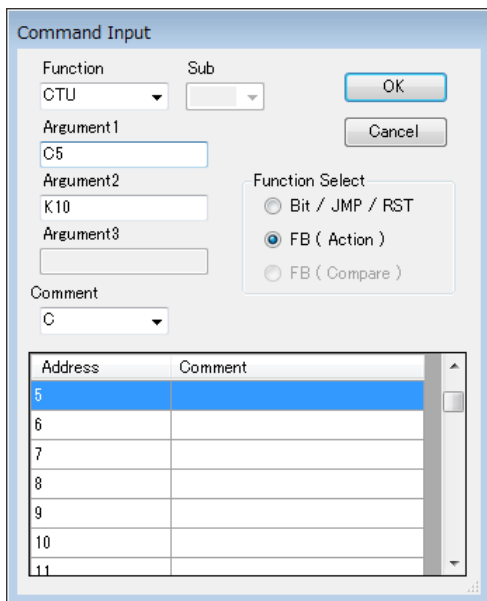 Command Input
Function Sub
CTU
OK
Argument1
Cancel
C5
Argument2
Function Select
K10
Bit / JMP / RST
Argument3
FB ( Action )
FB ( Compare )
Comment
C
Address Comment
5
6
7
8
9
10
11